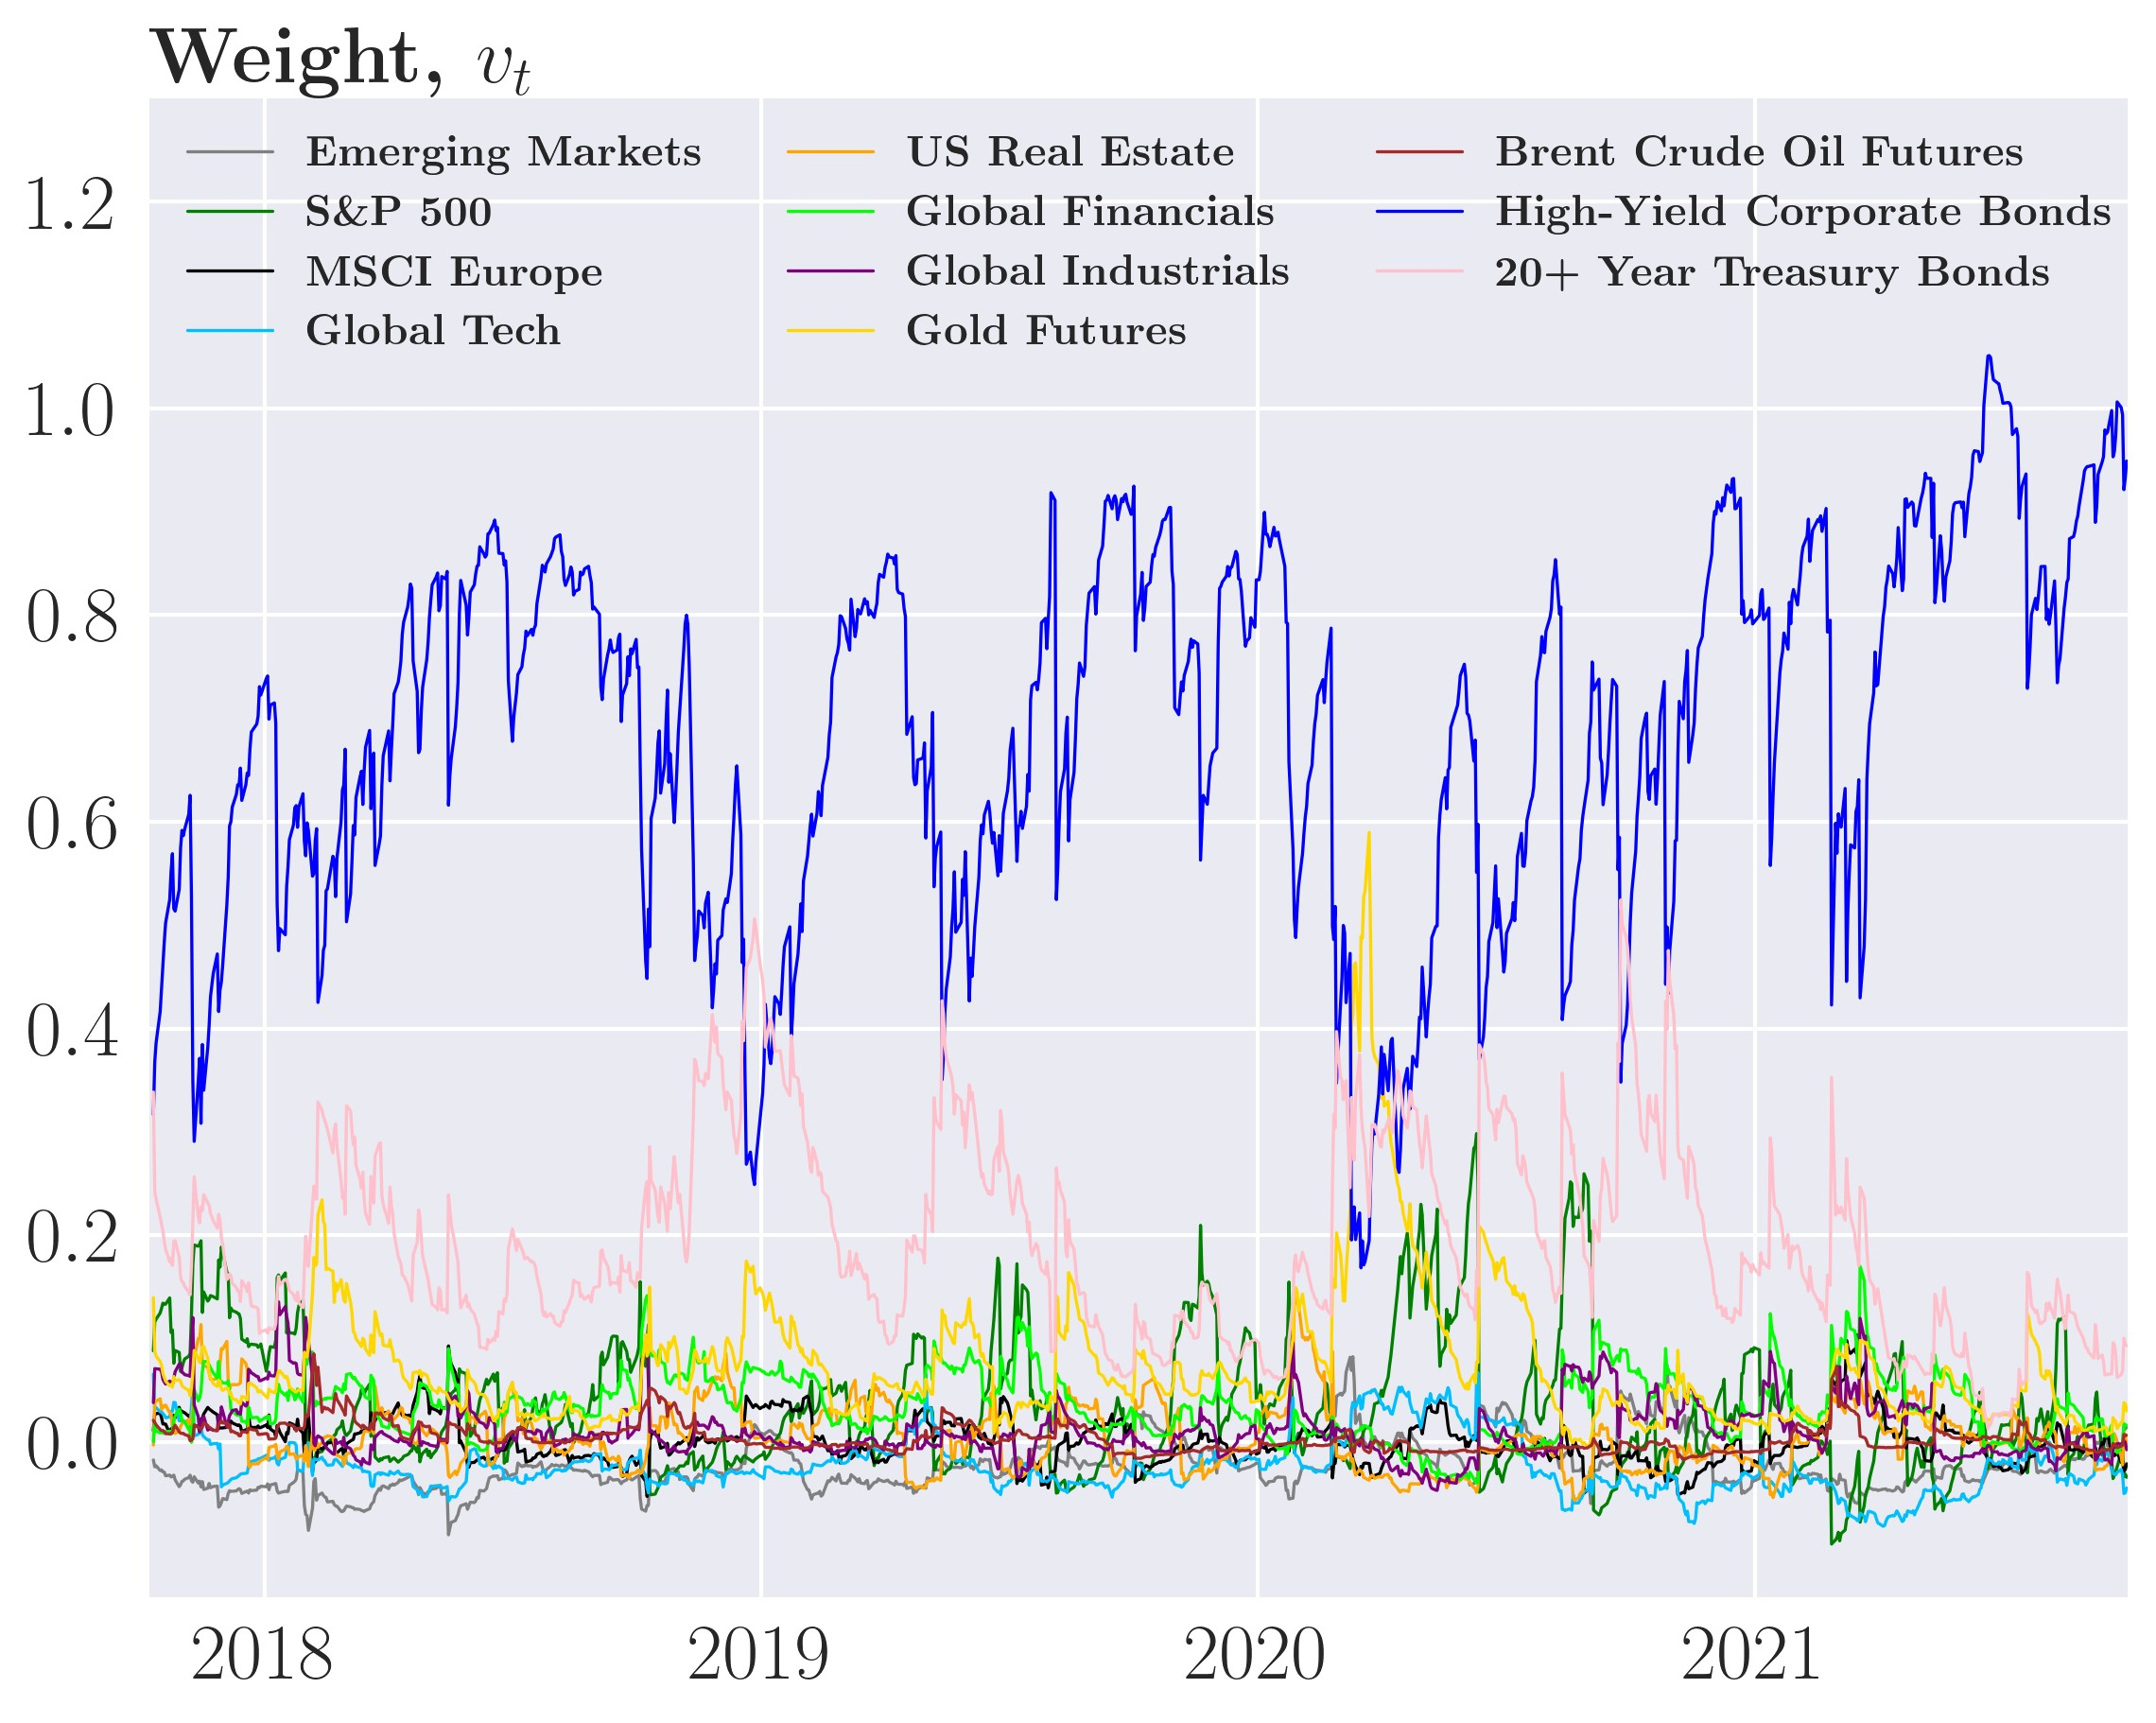 Weight, vₜ
Emerging Markets
S&P 500
MSCI Europe
Global Tech
US Real Estate
Global Financials
Global Industrials
Gold Futures
Brent Crude Oil Futures
High-Yield Corporate Bonds
20+ Year Treasury Bonds
1.2
1.0
0.8
0.6
0.4
0.2
0.0
2018 2019 2020 2021